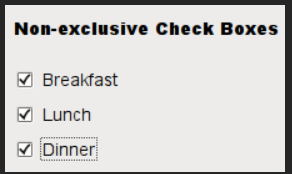 Non-exclusive Check Boxes
Breakfast
Lunch
Dinner